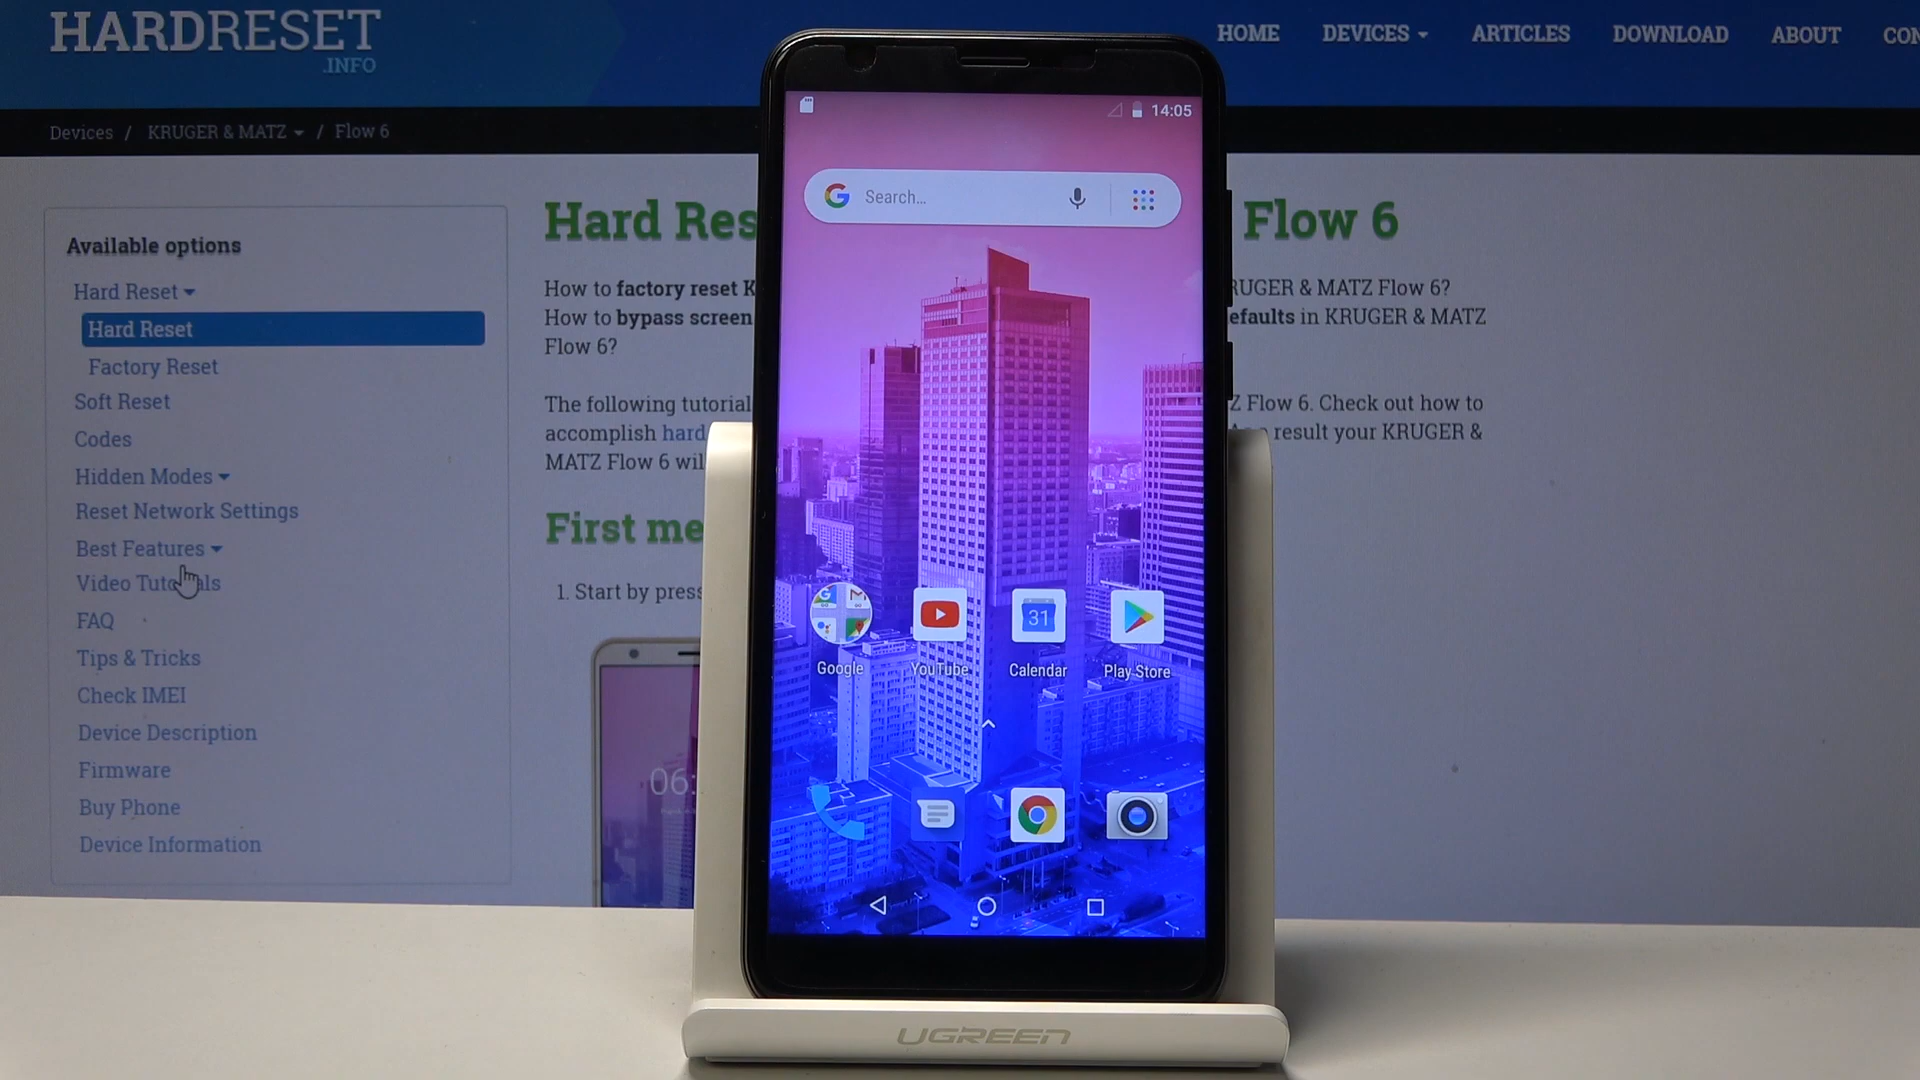 HARDRESET
.INFO
HOME DEVICES ARTICLES DOWNLOAD ABOUT CON
Devices / KRUGER & MATZ / Flow 6
Available options
Hard Reset
Hard Reset
Factory Reset
Soft Reset
Codes
Hidden Modes
Reset Network Settings
Best Features
Video Tutorials
FAQ
Tips & Tricks
Check IMEI
Device Description
Firmware
Buy Phone
Device Information
Hard Res Flow 6
How to factory reset K RUGER & MATZ Flow 6?
How to bypass screen efaults in KRUGER & MATZ
Flow 6?
The following tutorial Z Flow 6. Check out how to
accomplish hard result your KRUGER &
MATZ Flow 6 wil
First me
1. Start by press
06:
14:05
Search...
31
Google YouTube Calendar Play Store
UGREEN